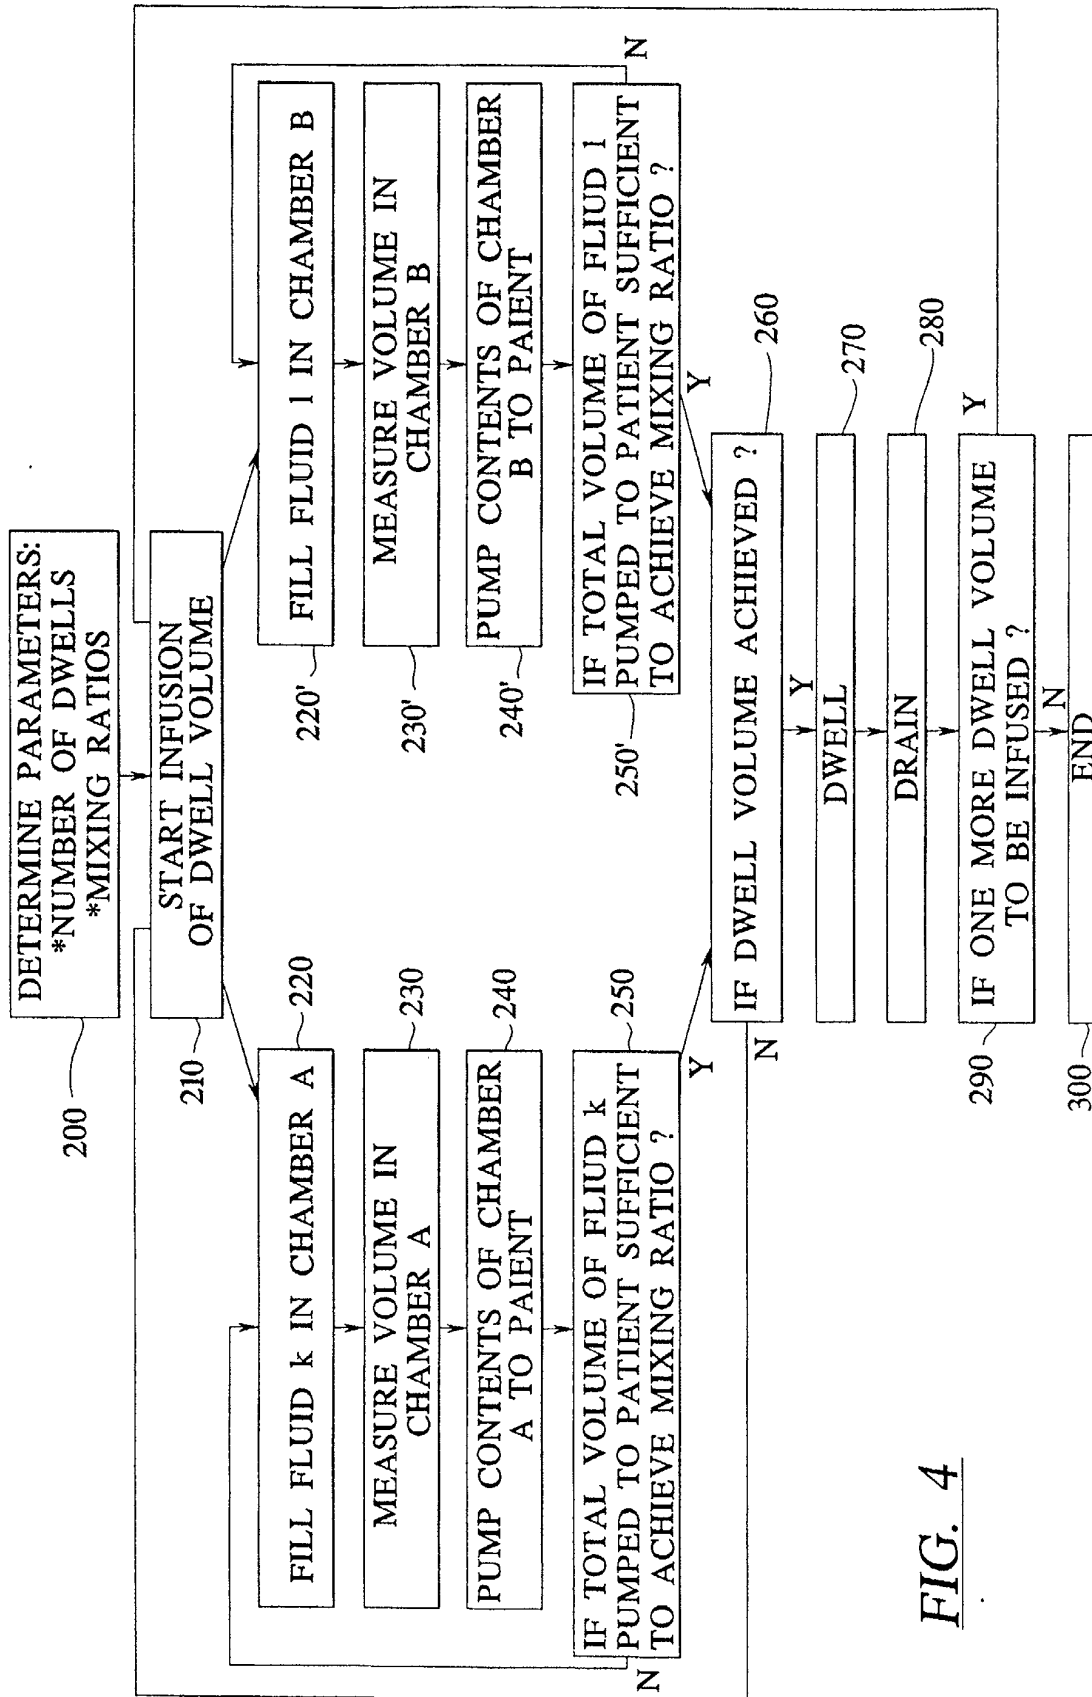 DETERMINE PARAMETERS:
*NUMBER OF DWELLS
*MIXING RATIOS
200
START INFUSION
OF DWELL VOLUME
210
FILL FLUID k IN CHAMBER A
220
MEASURE VOLUME IN
CHAMBER A
230
PUMP CONTENTS OF CHAMBER
A TO PAIENT
240
IF TOTAL VOLUME OF FLIUD k
PUMPED TO PATIENT SUFFICIENT
TO ACHIEVE MIXING RATIO ?
250
N
Y
FILL FLUID l IN CHAMBER B
220'
MEASURE VOLUME IN
CHAMBER B
230'
PUMP CONTENTS OF CHAMBER
B TO PAIENT
240'
IF TOTAL VOLUME OF FLIUD l
PUMPED TO PATIENT SUFFICIENT
TO ACHIEVE MIXING RATIO ?
250'
N
Y
IF DWELL VOLUME ACHIEVED ?
260
N
Y
DWELL
270
DRAIN
280
IF ONE MORE DWELL VOLUME
TO BE INFUSED ?
290
Y
N
END
300
FIG. 4